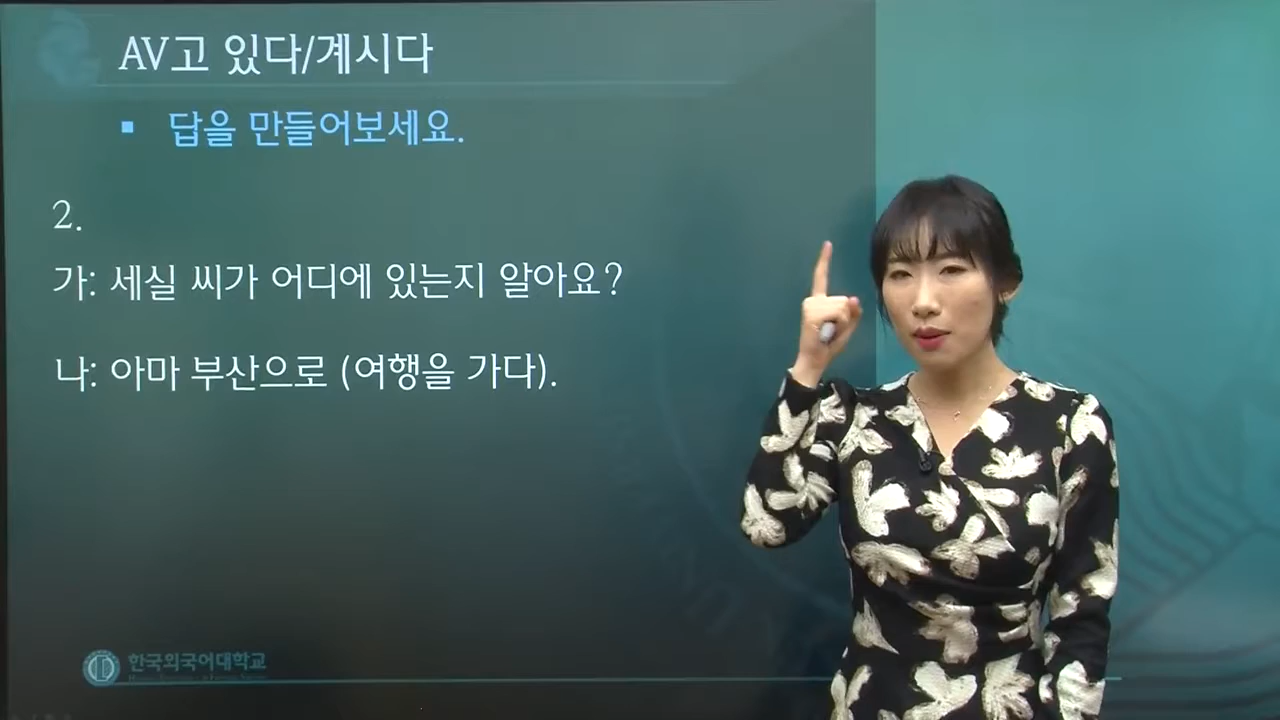 AV고 있다/계시다
▪ 답을 만들어보세요.
2.
가: 세실 씨가 어디에 있는지 알아요?
나: 아마 부산으로 (여행을 가다).
한국외국어대학교